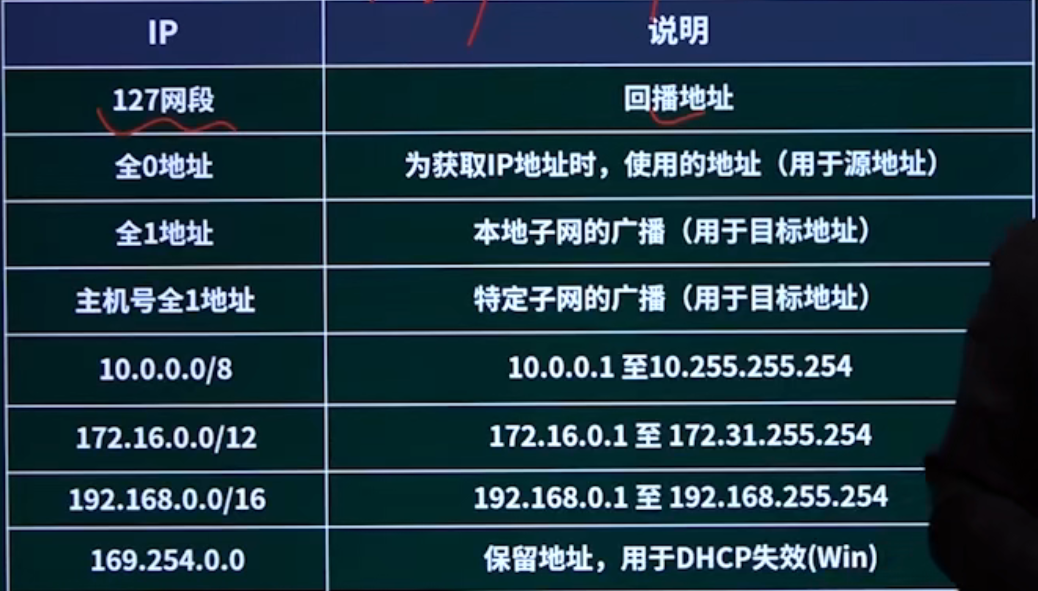 IP 说明
127网段 回播地址
全0地址 为获取IP地址时，使用的地址（用于源地址）
全1地址 本地子网的广播（用于目标地址）
主机号全1地址 特定子网的广播（用于目标地址）
10.0.0.0/8 10.0.0.1 至10.255.255.254
172.16.0.0/12 172.16.0.1 至 172.31.255.254
192.168.0.0/16 192.168.0.1 至 192.168.255.254
169.254.0.0 保留地址，用于DHCP失效(Win)